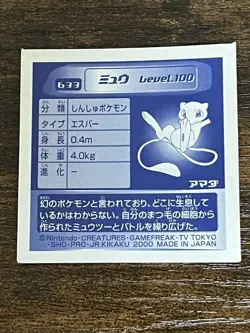 633 ミュウ Level.100
分類 しんしゅポケモン
タイプ エスパー
身長 0.4m
体重 4.0kg
進化 −
アマダ
幻のポケモンと言われており、どこに生息して
いるかはわからない。自分のまつ毛の細胞から
作られたミュウツーとバトルを繰り広げた。
©Nintendo・CREATURES・GAMEFREAK・TV TOKYO
・SHO-PRO・JR KIKAKU 2000 MADE IN JAPAN